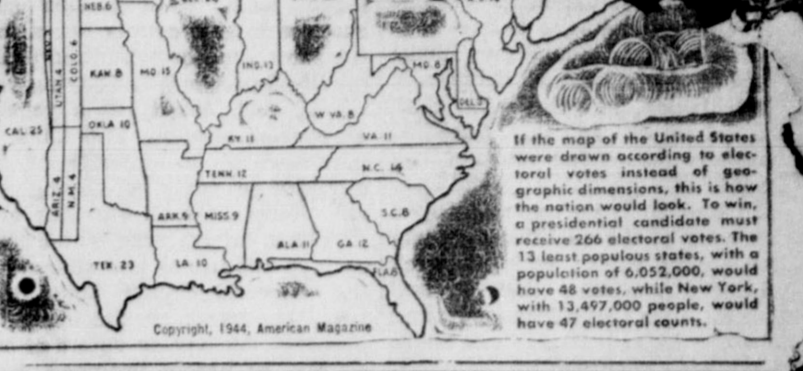 NEB.6
COLO. 6
UTAH. 4
KAN. 8
MO. 15
IND. 13
MD. 8
DEL. 3
W VA. 8
CAL. 25
OKLA 10
KY. 11
VA. 11
TENN. 12
N.C. 14
ARIZ. 4
N.M. 4
ARK. 9
MISS. 9
S.C. 8
ALA. 11
GA. 12
TEX. 23
LA. 10
FLA 8
Copyright, 1944, American Magazine
If the map of the United States
were drawn according to elec-
toral votes instead of geo-
graphic dimensions, this is how
the nation would look. To win,
a presidential candidate must
receive 266 electoral votes. The
13 least populous states, with a
population of 6,052,000, would
have 48 votes, while New York,
with 13,497,000 people, would
have 47 electoral counts.